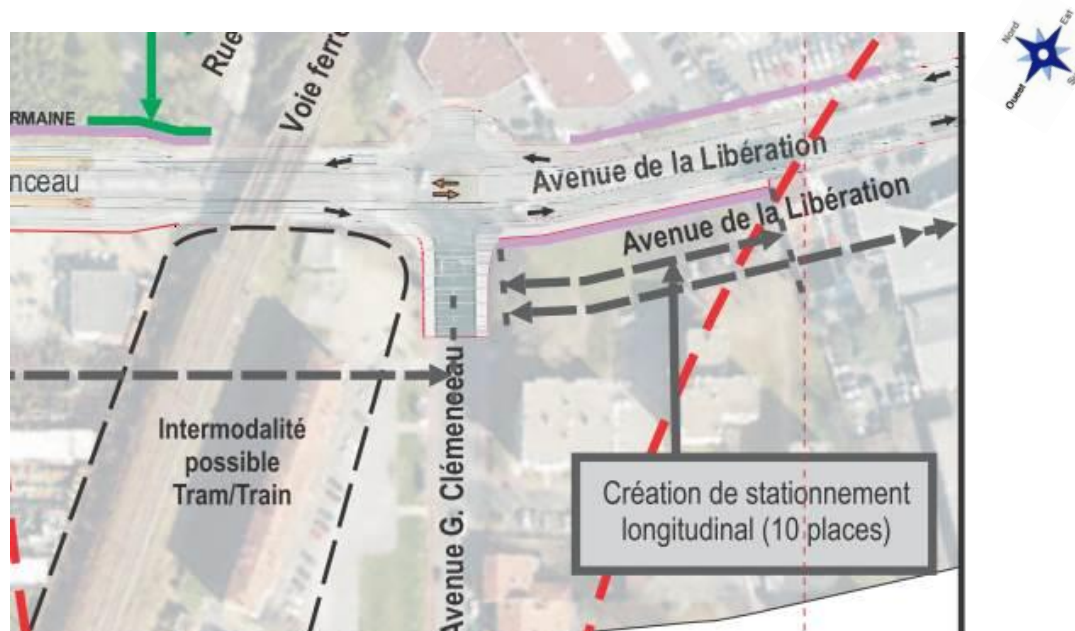 Nord
Est
Ouest
Rue
Voie ferré
RMAINE
nceau
Avenue de la Libération
Avenue de la Libération
Avenue G. Clémenceau
Intermodalité
possible
Tram/Train
Création de stationnement
longitudinal (10 places)